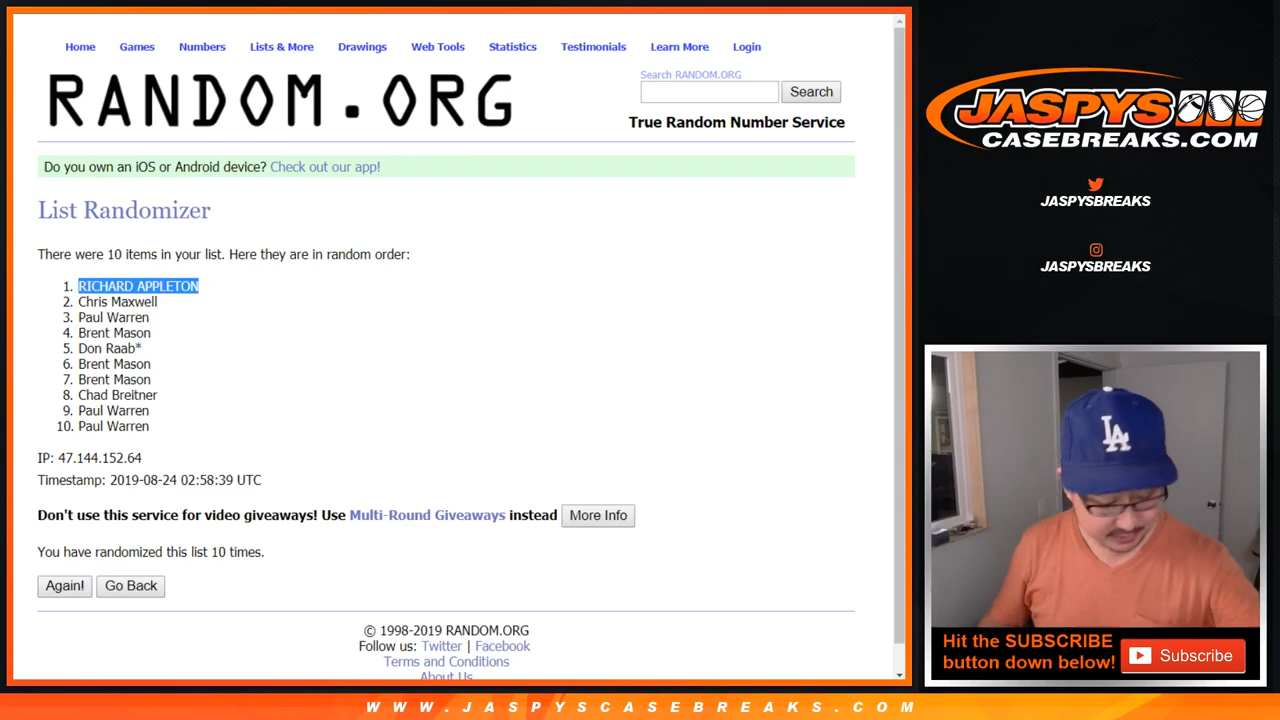 Home Games Numbers Lists & More Drawings Web Tools Statistics Testimonials Learn More Login
RANDOM.ORG
Search RANDOM.ORG
Search
True Random Number Service
Do you own an iOS or Android device? Check out our app!
List Randomizer
There were 10 items in your list. Here they are in random order:
1. RICHARD APPLETON
2. Chris Maxwell
3. Paul Warren
4. Brent Mason
5. Don Raab*
6. Brent Mason
7. Brent Mason
8. Chad Breitner
9. Paul Warren
10. Paul Warren
IP: 47.144.152.64
Timestamp: 2019-08-24 02:58:39 UTC
Don't use this service for video giveaways! Use Multi-Round Giveaways instead More Info
You have randomized this list 10 times.
Again! Go Back
© 1998-2019 RANDOM.ORG
Follow us: Twitter | Facebook
Terms and Conditions
About Us
JASPYS
CASEBREAKS.COM
JASPYSBREAKS
JASPYSBREAKS
LA
Hit the SUBSCRIBE
button down below!
Subscribe
WWW.JASPYSCASEBREAKS.COM